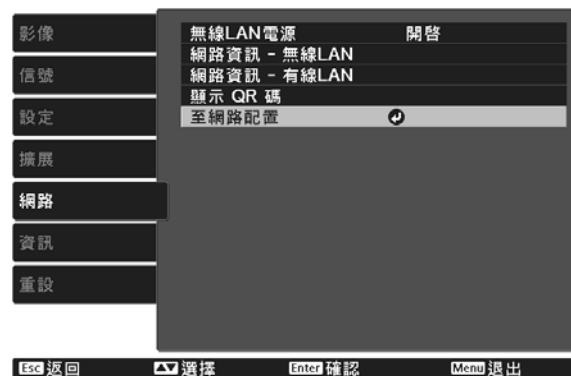 影像
信號
設定
擴展
網路
資訊
重設
無線LAN電源 開啓
網路資訊 - 無線LAN
網路資訊 - 有線LAN
顯示 QR 碼
至網路配置
Esc 返回 選擇 Enter 確認 Menu 退出